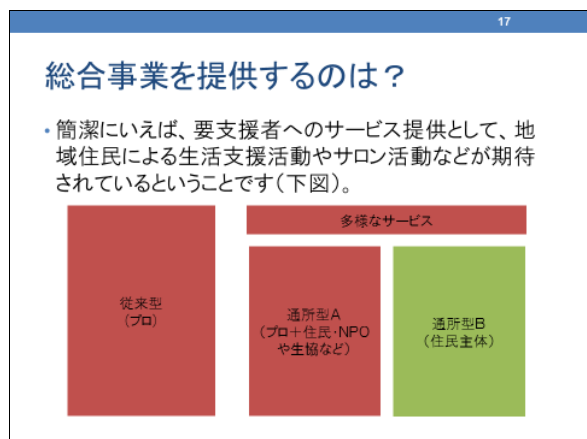 17
総合事業を提供するのは？
・簡潔にいえば、要支援者へのサービス提供として、地
域住民による生活支援活動やサロン活動などが期待
されているということです（下図）。
多様なサービス
従来型
（プロ）
通所型A
（プロ＋住民・NPO
や生協など）
通所型B
（住民主体）